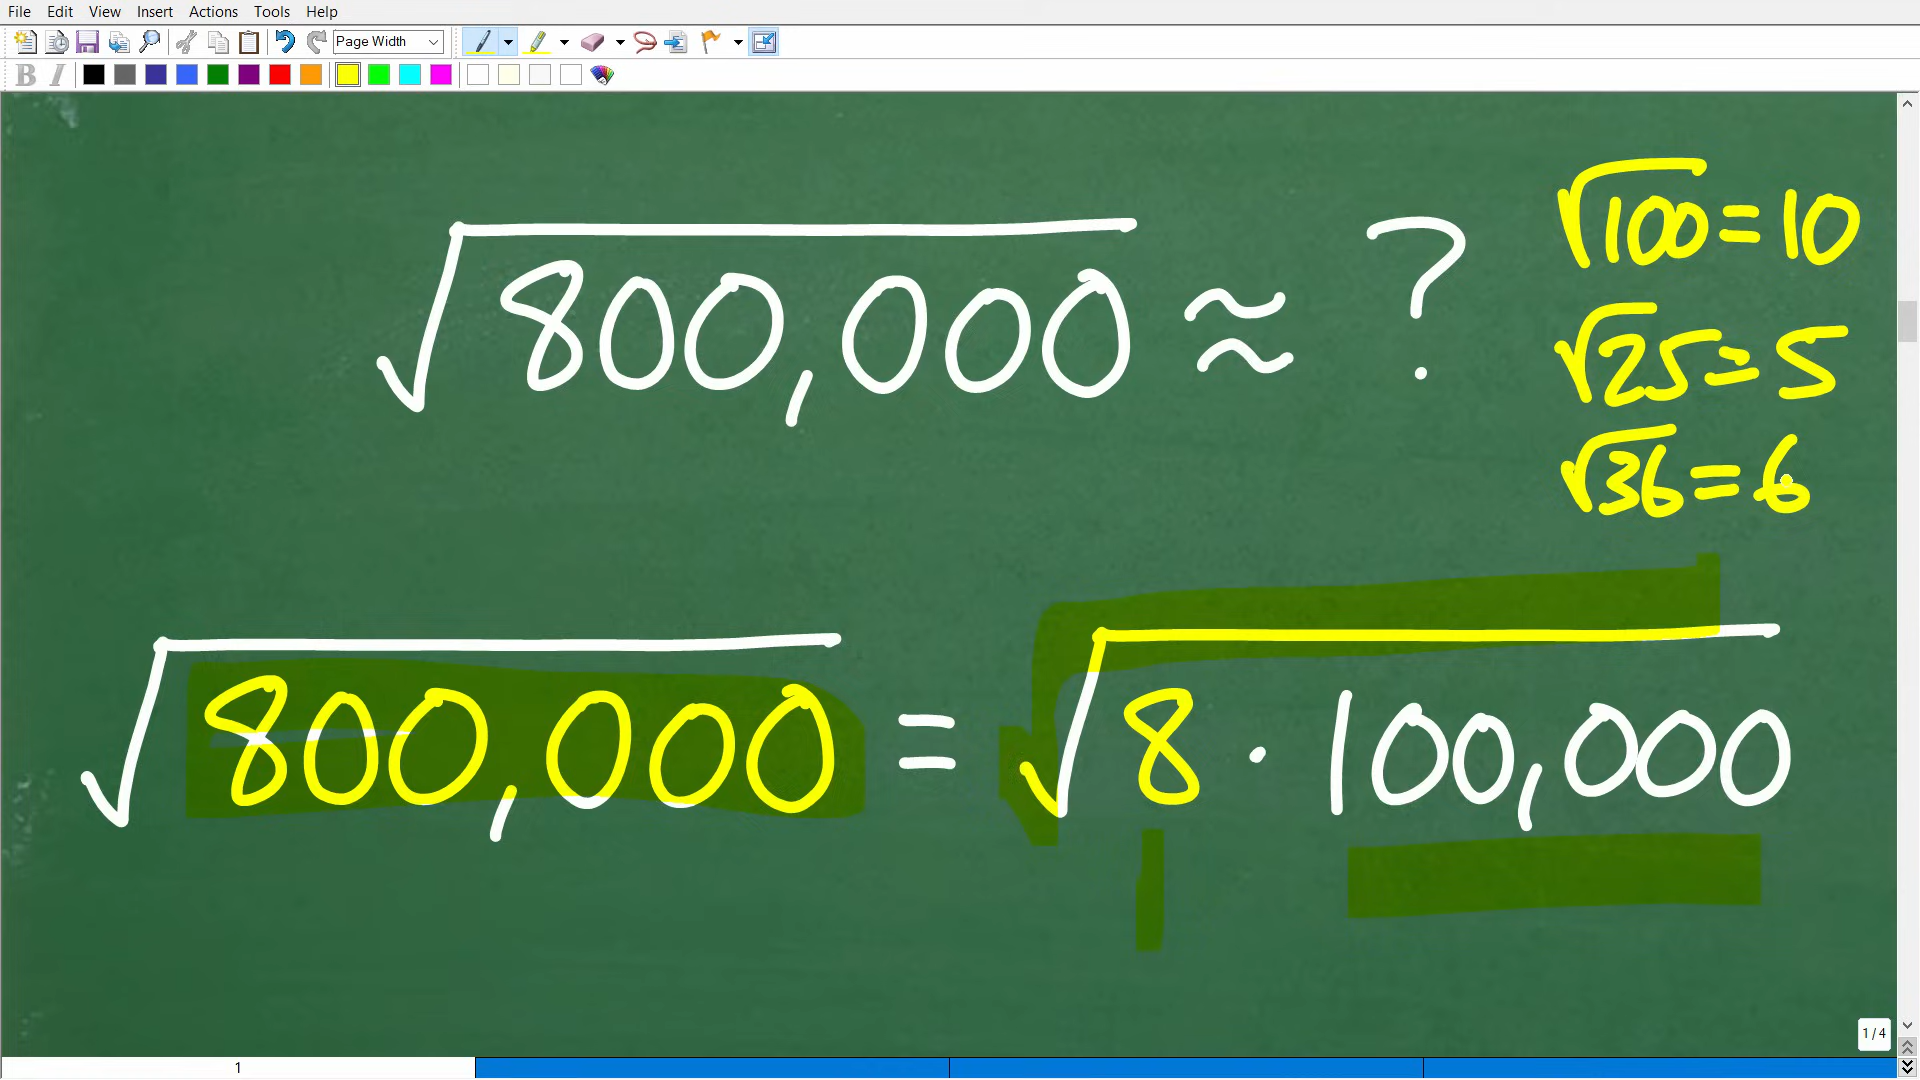 File Edit View Insert Actions Tools Help
Page Width
B I
√800,000 ≈ ?
√100 = 10
√25 = 5
√36 = 6
√800,000 = √8 · 100,000
1 / 4
1